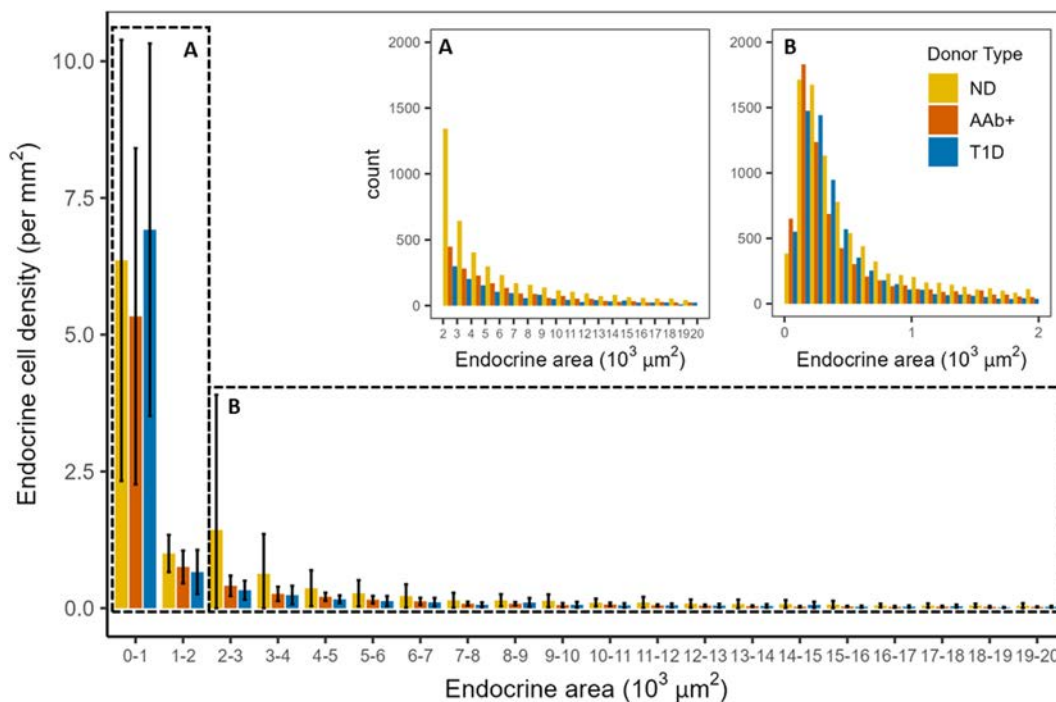 Endocrine cell density (per mm²)
10.0
7.5
5.0
2.5
0.0
A
B
0-1 1-2 2-3 3-4 4-5 5-6 6-7 7-8 8-9 9-10 10-11 11-12 12-13 13-14 14-15 15-16 16-17 17-18 18-19 19-20
Endocrine area (10³ µm²)
A
count
2000
1500
1000
500
0
2 3 4 5 6 7 8 9 10 11 12 13 14 15 16 17 18 19 20
Endocrine area (10³ µm²)
B
2000
1500
1000
500
0
0 1 2
Endocrine area (10³ µm²)
Donor Type
ND
AAb+
T1D